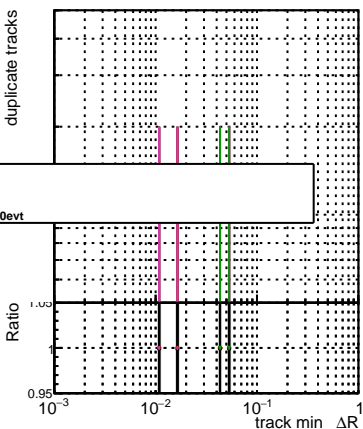 duplicate tracks
0evt
1.05
Ratio
1
0.95
10⁻³ 10⁻² 10⁻¹ 1
track min ΔR